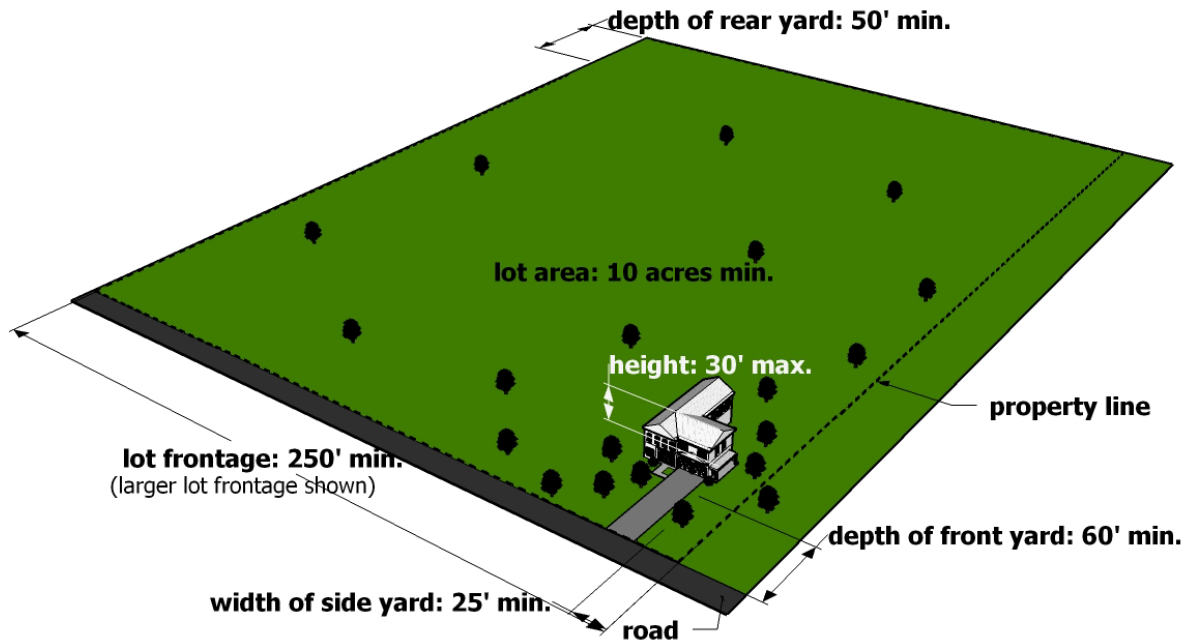 depth of rear yard: 50' min.
lot area: 10 acres min.
height: 30' max.
property line
lot frontage: 250' min.
(larger lot frontage shown)
depth of front yard: 60' min.
width of side yard: 25' min.
road